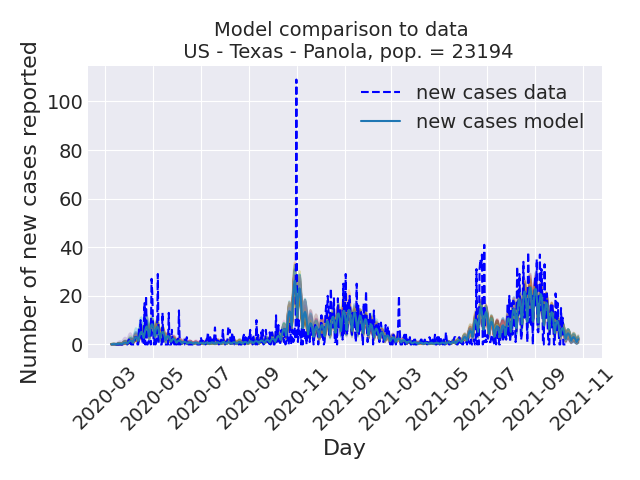 Model comparison to data
US - Texas - Panola, pop. = 23194
Number of new cases reported
100
80
60
40
20
0
new cases data
new cases model
2020-03
2020-05
2020-07
2020-09
2020-11
2021-01
2021-03
2021-05
2021-07
2021-09
2021-11
Day